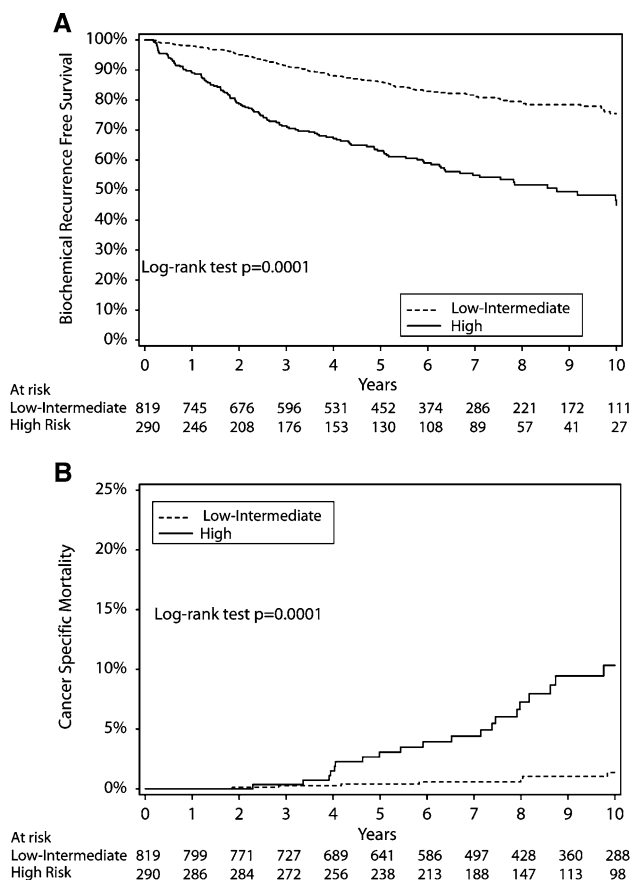 A
100%
90%
80%
70%
60%
50%
40%
30%
20%
10%
0%
Biochemical Recurrence Free Survival
Log-rank test p=0.0001
Low-Intermediate
High
0 1 2 3 4 5 6 7 8 9 10
Years
At risk
Low-Intermediate 819 745 676 596 531 452 374 286 221 172 111
High Risk 290 246 208 176 153 130 108 89 57 41 27
B
25%
20%
15%
10%
5%
0%
Cancer Specific Mortality
Low-Intermediate
High
Log-rank test p=0.0001
0 1 2 3 4 5 6 7 8 9 10
Years
At risk
Low-Intermediate 819 799 771 727 689 641 586 497 428 360 288
High Risk 290 286 284 272 256 238 213 188 147 113 98